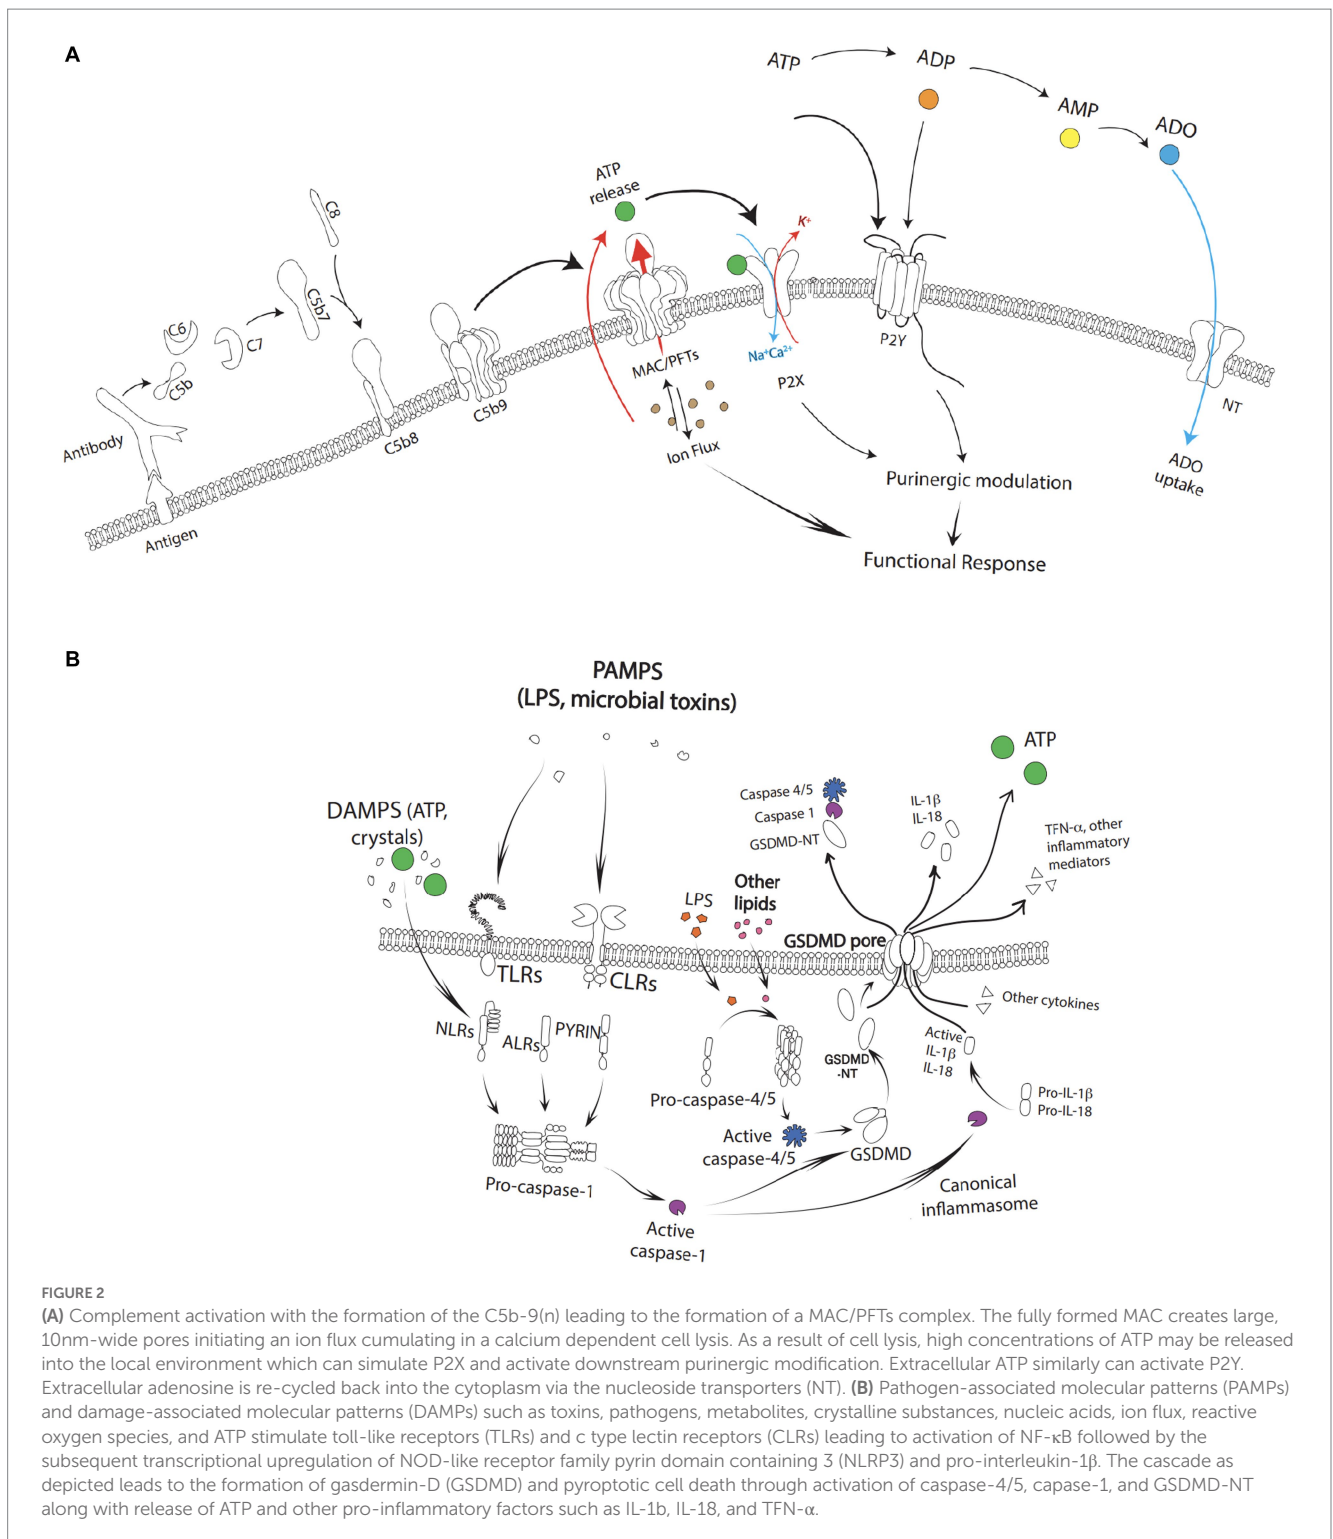 A
ATP
ADP
AMP
ADO
ATP
release
C8
K⁺
C5b7
C6
C7
C5b
P2Y
Na⁺Ca²⁺
MAC/PFTs
P2X
C5b9
NT
Antibody
C5b8
Ion Flux
ADO
uptake
Purinergic modulation
Antigen
Functional Response
B
PAMPS
(LPS, microbial toxins)
ATP
Caspase 4/5
Caspase 1
GSDMD-NT
IL-1β
IL-18
DAMPS (ATP,
crystals)
TFN-α, other
inflammatory
mediators
LPS
Other
lipids
GSDMD pore
TLRs
CLRs
Other cytokines
NLRs
ALRs
PYRIN
Active
IL-1β
IL-18
GSDMD
-NT
Pro-caspase-4/5
Pro-IL-1β
Pro-IL-18
Active
caspase-4/5
GSDMD
Pro-caspase-1
Canonical
inflammasome
Active
caspase-1
FIGURE 2
(A) Complement activation with the formation of the C5b-9(n) leading to the formation of a MAC/PFTs complex. The fully formed MAC creates large,
10nm-wide pores initiating an ion flux cumulating in a calcium dependent cell lysis. As a result of cell lysis, high concentrations of ATP may be released
into the local environment which can simulate P2X and activate downstream purinergic modification. Extracellular ATP similarly can activate P2Y.
Extracellular adenosine is re-cycled back into the cytoplasm via the nucleoside transporters (NT). (B) Pathogen-associated molecular patterns (PAMPs)
and damage-associated molecular patterns (DAMPs) such as toxins, pathogens, metabolites, crystalline substances, nucleic acids, ion flux, reactive
oxygen species, and ATP stimulate toll-like receptors (TLRs) and c type lectin receptors (CLRs) leading to activation of NF-κB followed by the
subsequent transcriptional upregulation of NOD-like receptor family pyrin domain containing 3 (NLRP3) and pro-interleukin-1β. The cascade as
depicted leads to the formation of gasdermin-D (GSDMD) and pyroptotic cell death through activation of caspase-4/5, capase-1, and GSDMD-NT
along with release of ATP and other pro-inflammatory factors such as IL-1b, IL-18, and TFN-α.